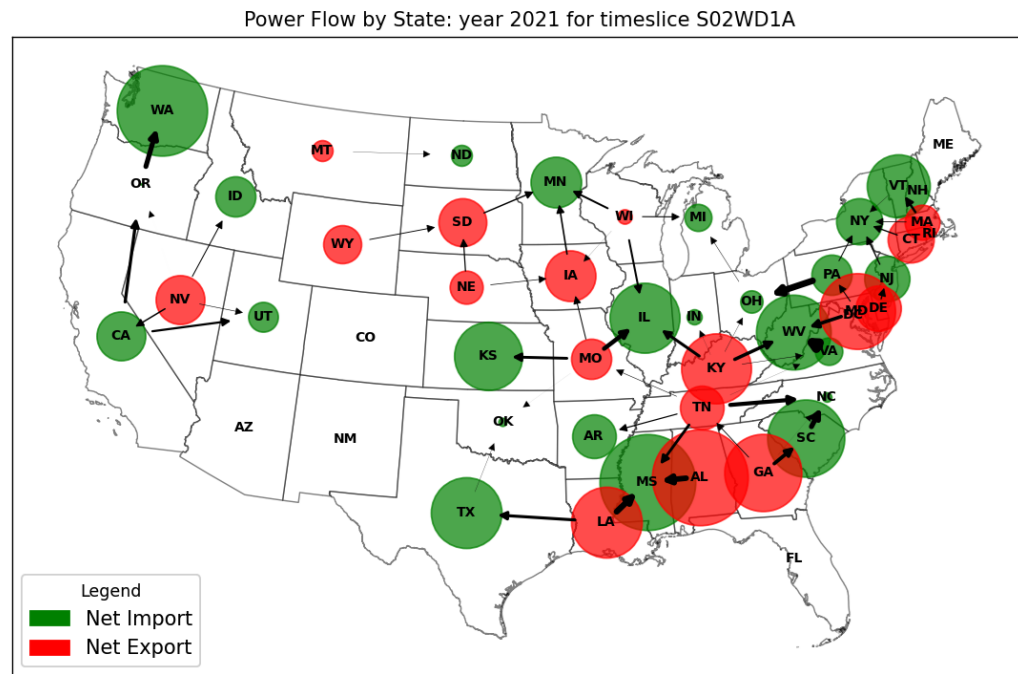 Power Flow by State: year 2021 for timeslice S02WD1A
WA
ME
MT
ND
OR
ID
MN
VT
NH
SD
WI
MI
NY
MA
RI
CT
WY
NV
NE
IA
PA
NJ
OH
UT
IL
IN
MD
DE
DC
CA
CO
KS
MO
KY
WV
VA
AZ
NM
OK
AR
TN
NC
SC
TX
LA
MS
AL
GA
FL
Legend
Net Import
Net Export